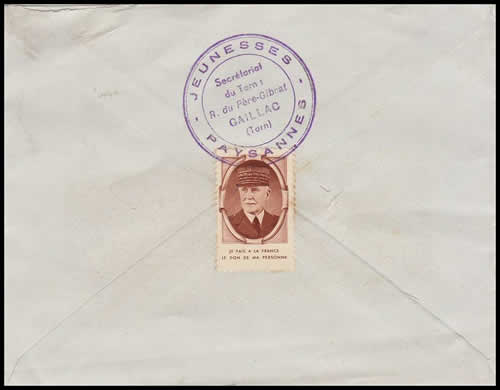 - JEUNESSES -
PAYSANNES
Secrétariat
du Tarn :
R. du Père-Gibrat
GAILLAC
(Tarn)
JE FAIS A LA FRANCE
LE DON DE MA PERSONNE